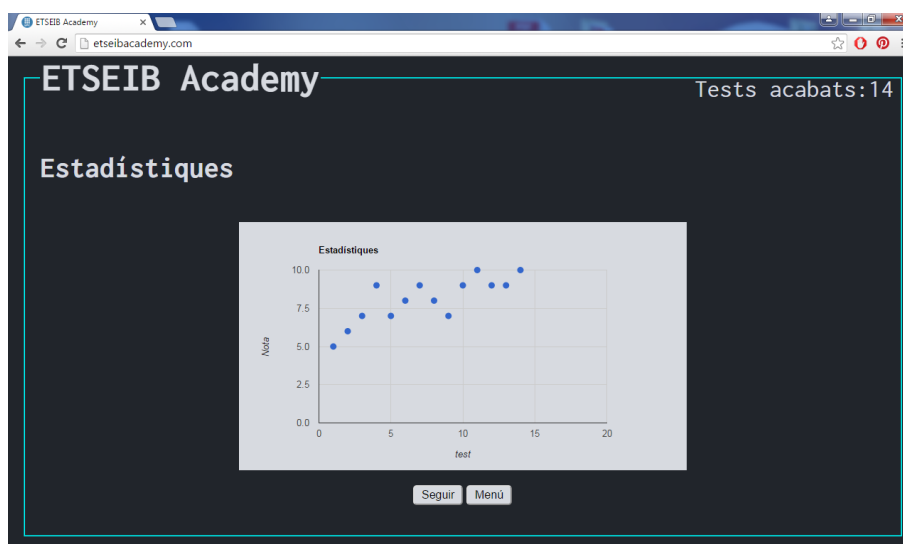 ETSEIB Academy
etseibacademy.com
ETSEIB Academy
Tests acabats:14
Estadístiques
Estadístiques
10.0
7.5
5.0
2.5
0.0
Nota
0 5 10 15 20
test
Seguir Menú